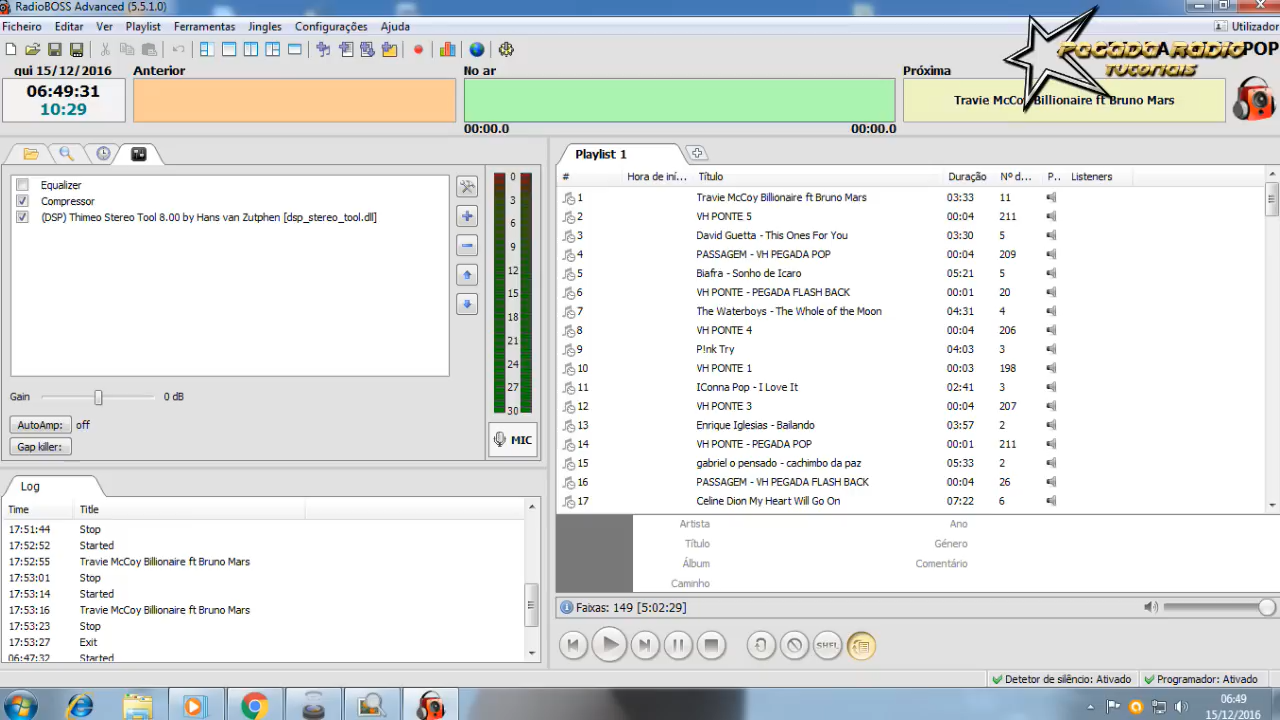 RadioBOSS Advanced (5.5.1.0)
Ficheiro Editar Ver Playlist Ferramentas Jingles Configurações Ajuda
Utilizador
POP
PEGADA RADIO
TUTORIAIS
qui 15/12/2016 Anterior No ar Próxima
06:49:31
10:29
Travie McCoy Billionaire ft Bruno Mars
00:00.0 00:00.0
Playlist 1
Equalizer
Compressor
(DSP) Thimeo Stereo Tool 8.00 by Hans van Zutphen [dsp_stereo_tool.dll]
0
3
6
9
12
15
18
21
24
27
30
Gain 0 dB
AutoAmp: off
Gap killer:
MIC
# Hora de iní... Título Duração Nº d... P.. Listeners
1 Travie McCoy Billionaire ft Bruno Mars 03:33 11
2 VH PONTE 5 00:04 211
3 David Guetta - This Ones For You 03:30 5
4 PASSAGEM - VH PEGADA POP 00:04 209
5 Biafra - Sonho de Icaro 05:21 5
6 VH PONTE - PEGADA FLASH BACK 00:01 20
7 The Waterboys - The Whole of the Moon 04:31 4
8 VH PONTE 4 00:04 206
9 P!nk Try 04:03 3
10 VH PONTE 1 00:03 198
11 IConna Pop - I Love It 02:41 3
12 VH PONTE 3 00:04 207
13 Enrique Iglesias - Bailando 03:57 2
14 VH PONTE - PEGADA POP 00:01 211
15 gabriel o pensado - cachimbo da paz 05:33 2
16 PASSAGEM - VH PEGADA FLASH BACK 00:04 26
17 Celine Dion My Heart Will Go On 07:22 6
Log
Time Title
17:51:44 Stop
17:52:52 Started
17:52:55 Travie McCoy Billionaire ft Bruno Mars
17:53:01 Stop
17:53:14 Started
17:53:16 Travie McCoy Billionaire ft Bruno Mars
17:53:23 Stop
17:53:27 Exit
06:47:32 Started
Artista Ano
Título Género
Álbum Comentário
Caminho
Faixas: 149 [5:02:29]
SHFL
Detetor de silêncio: Ativado Programador: Ativado
06:49
15/12/2016